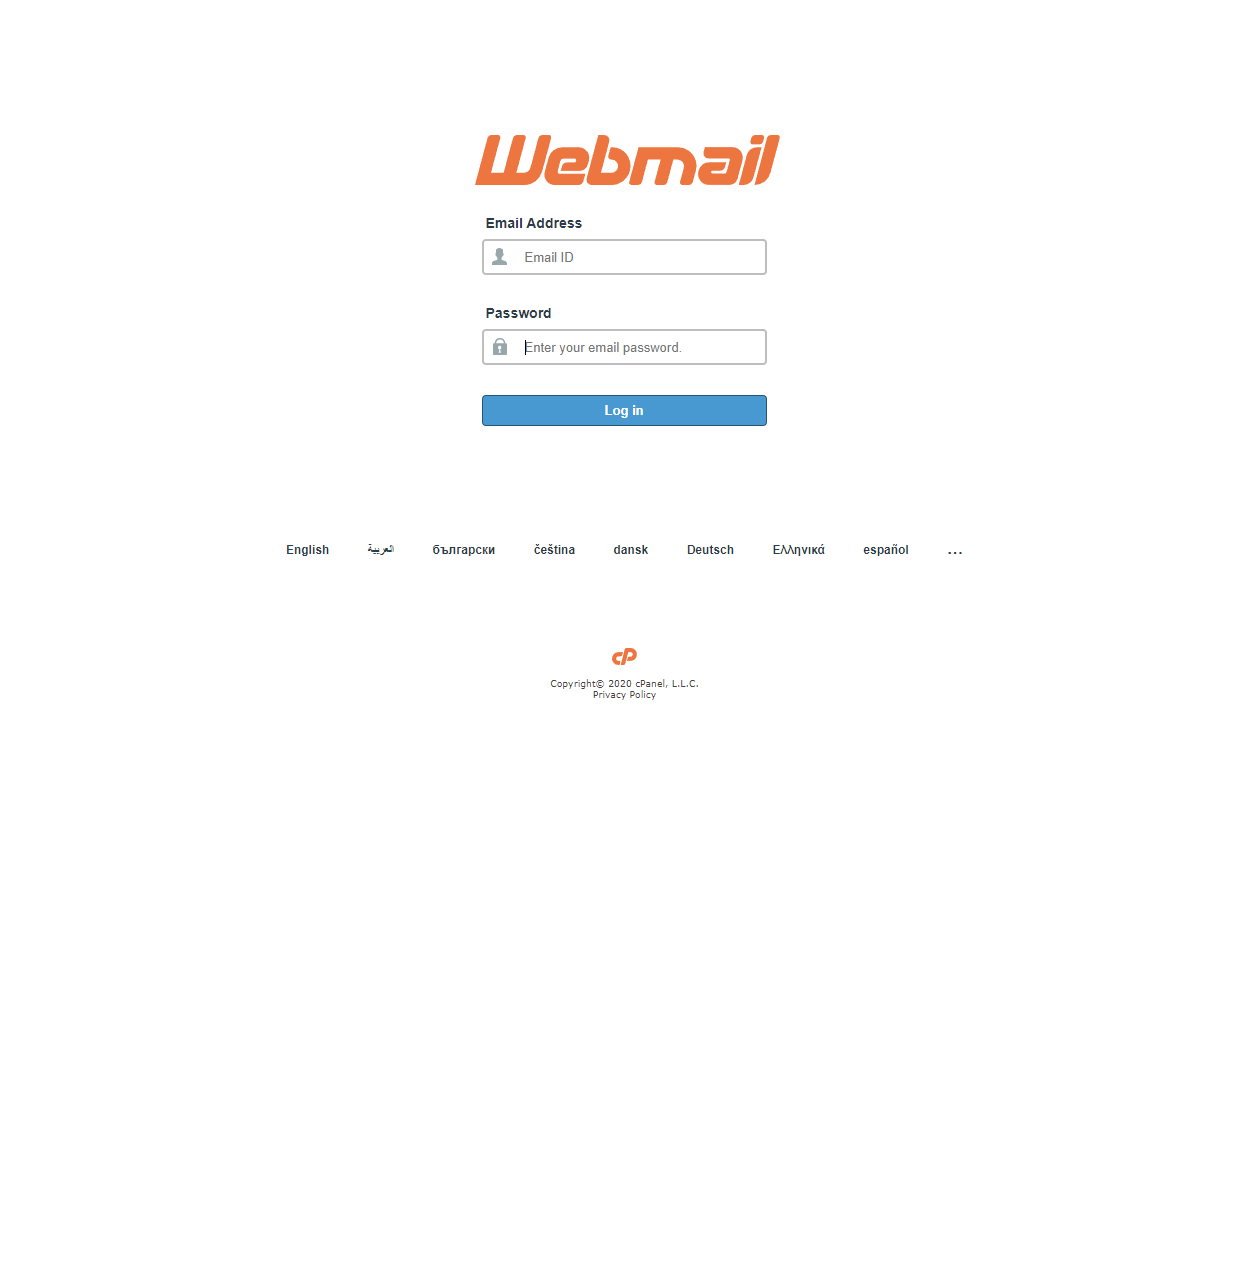 Webmail
Email Address
Email ID
Password
Enter your email password.
Log in
English العربية български čeština dansk Deutsch Ελληνικά español ...
cP
Copyright© 2020 cPanel, L.L.C.
Privacy Policy